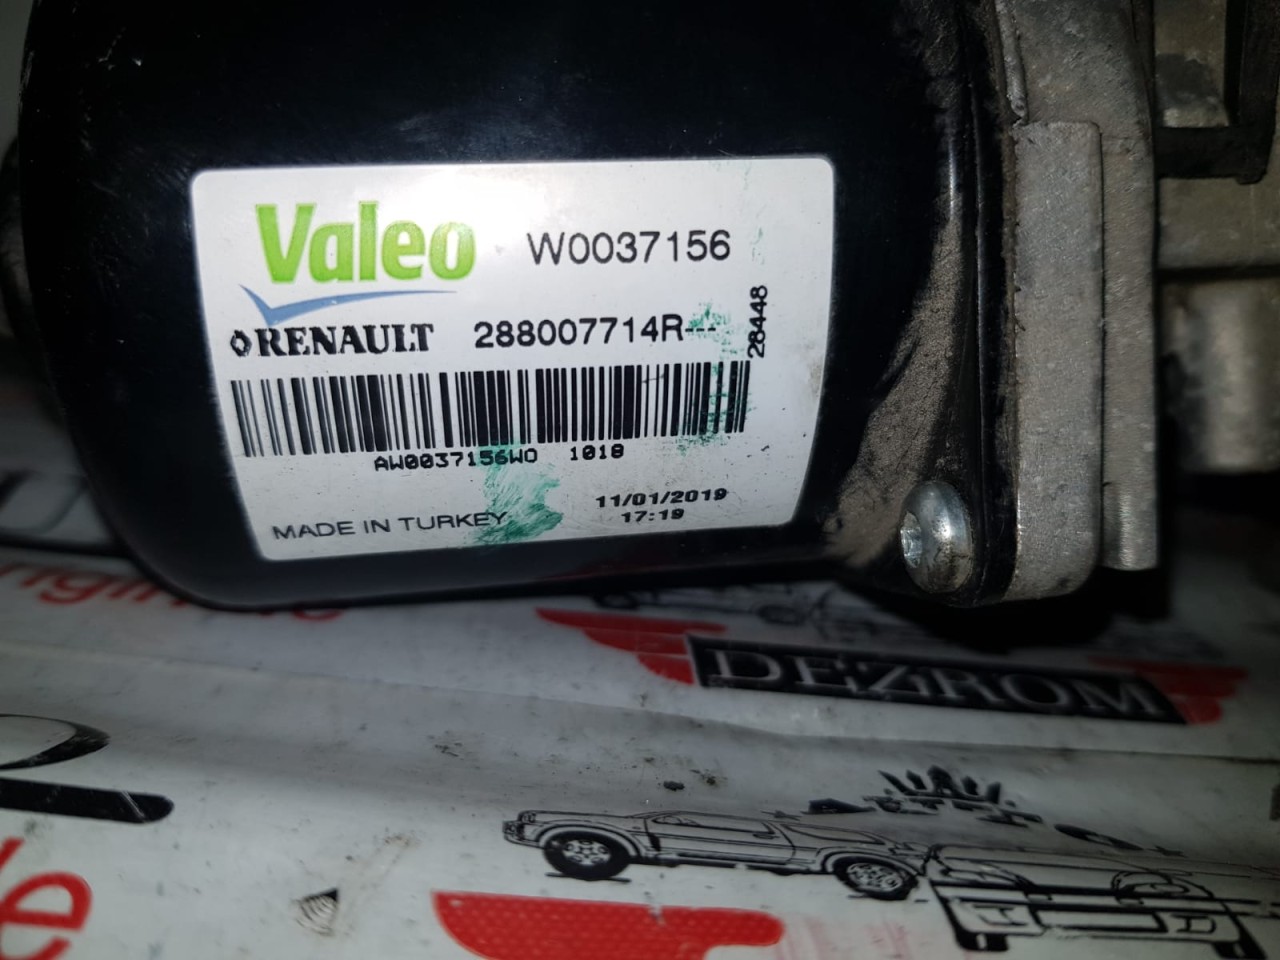 Valeo W0037156
RENAULT 288007714R---
28448
AW0037156W0 1018
11/01/2019
17:19
MADE IN TURKEY
DEZROM